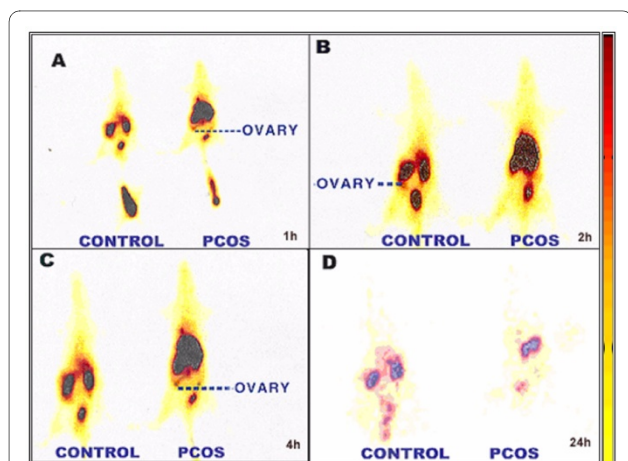 A
OVARY
CONTROL PCOS 1h
B
OVARY
CONTROL PCOS 2h
C
OVARY
CONTROL PCOS 4h
D
CONTROL PCOS 24h